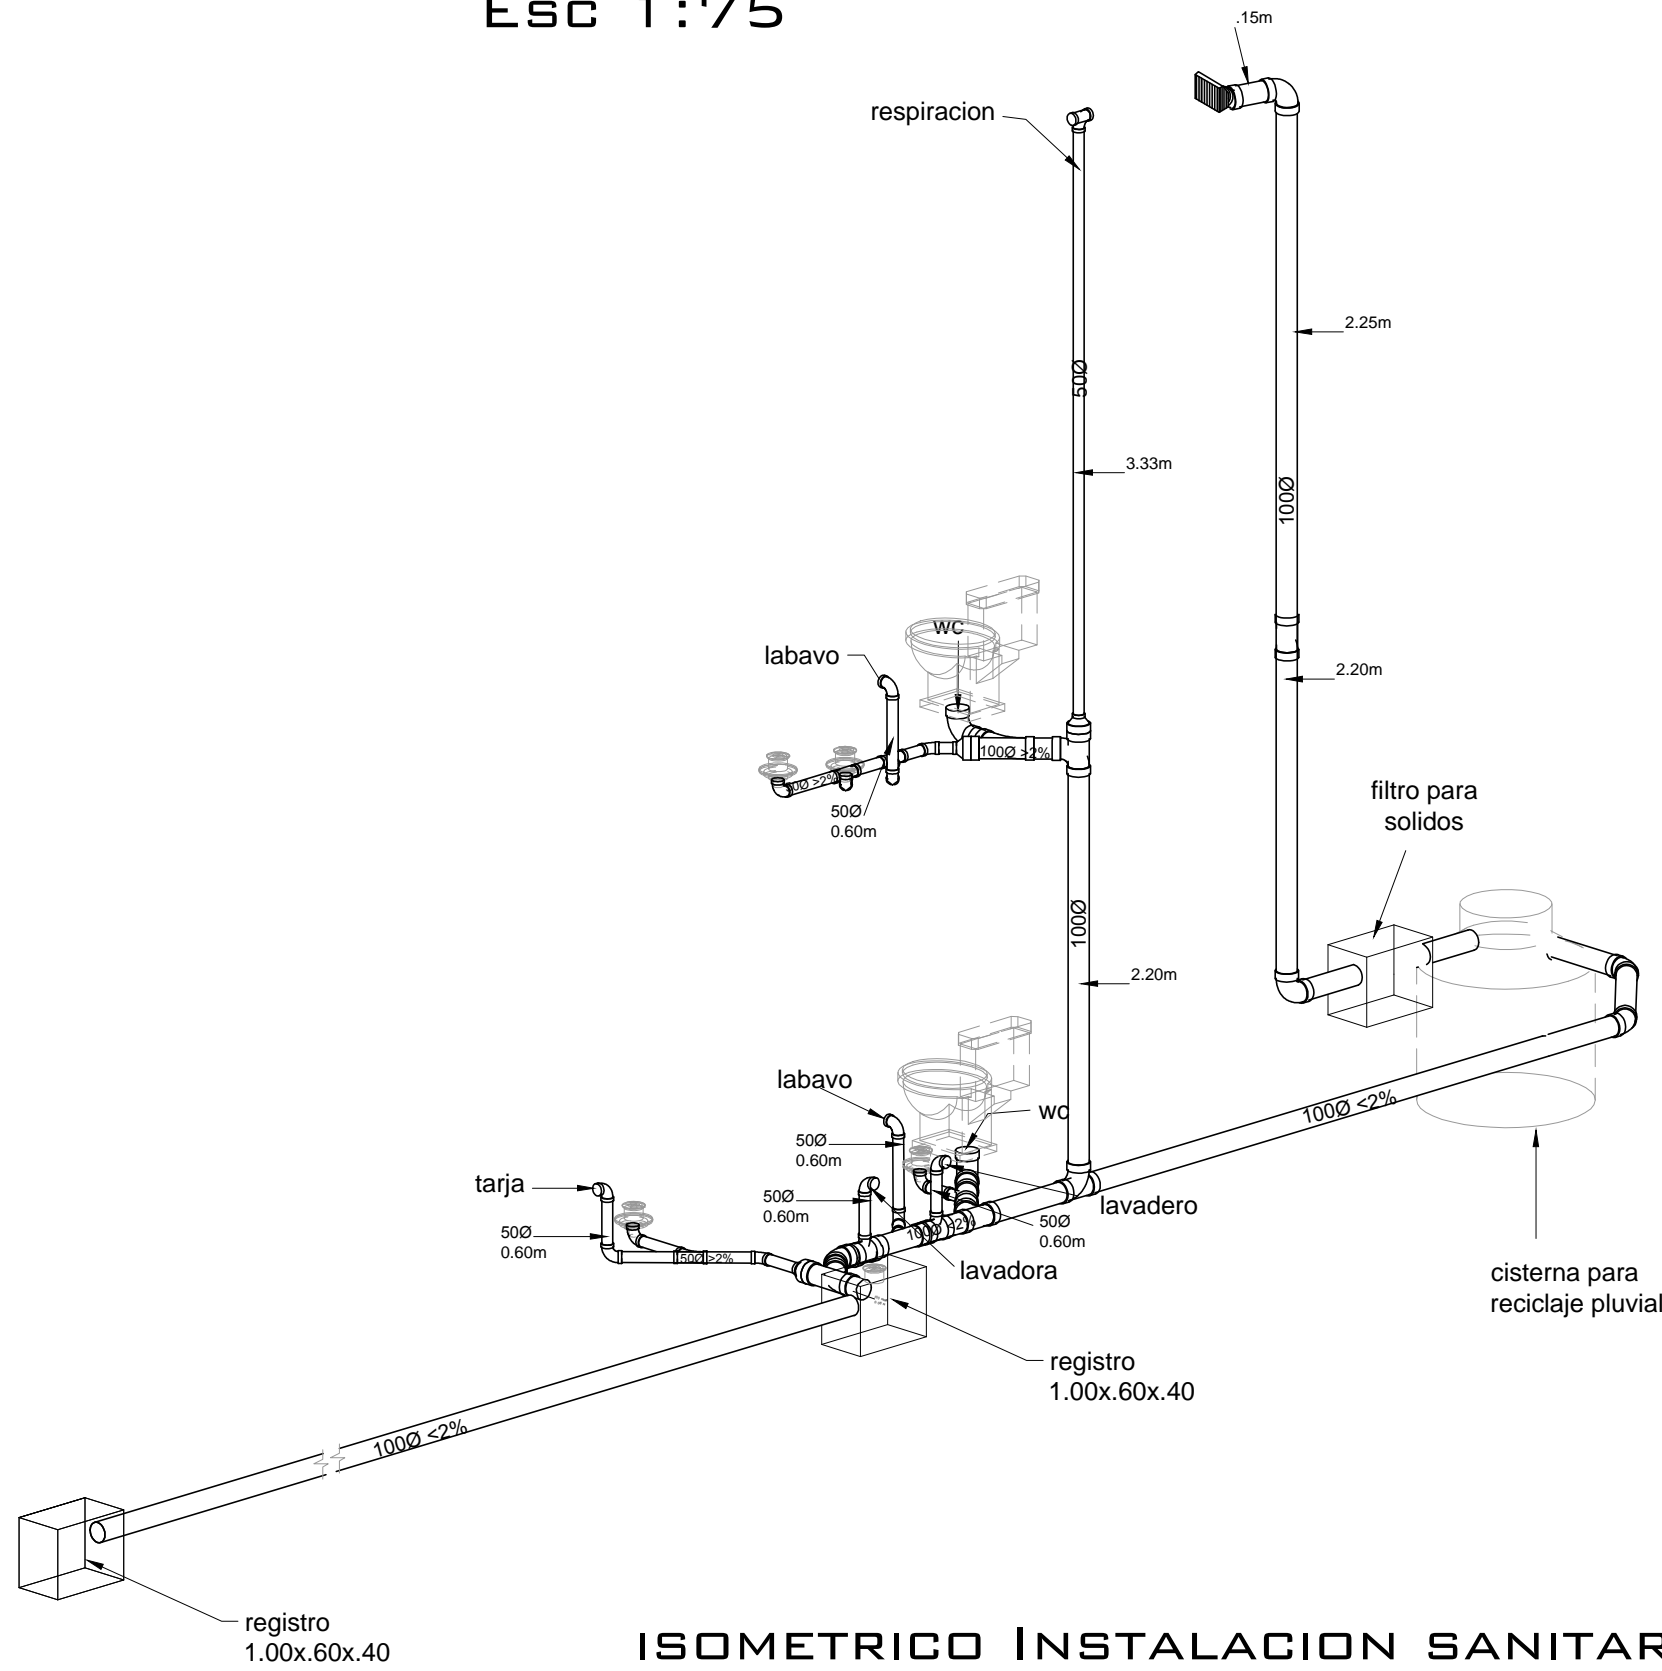 Esc 1:75
.15m
respiracion
2.25m
50Ø
3.33m
100Ø
wc
labavo
2.20m
100Ø >2%
50Ø
0.60m
filtro para
solidos
100Ø
2.20m
labavo
wc
100Ø <2%
50Ø
0.60m
tarja
50Ø
0.60m
lavadero
50Ø
0.60m
50Ø
0.60m
50Ø >2%
lavadora
cisterna para
reciclaje pluvial
registro
1.00x.60x.40
100Ø <2%
registro
1.00x.60x.40
ISOMETRICO INSTALACION SANITAR